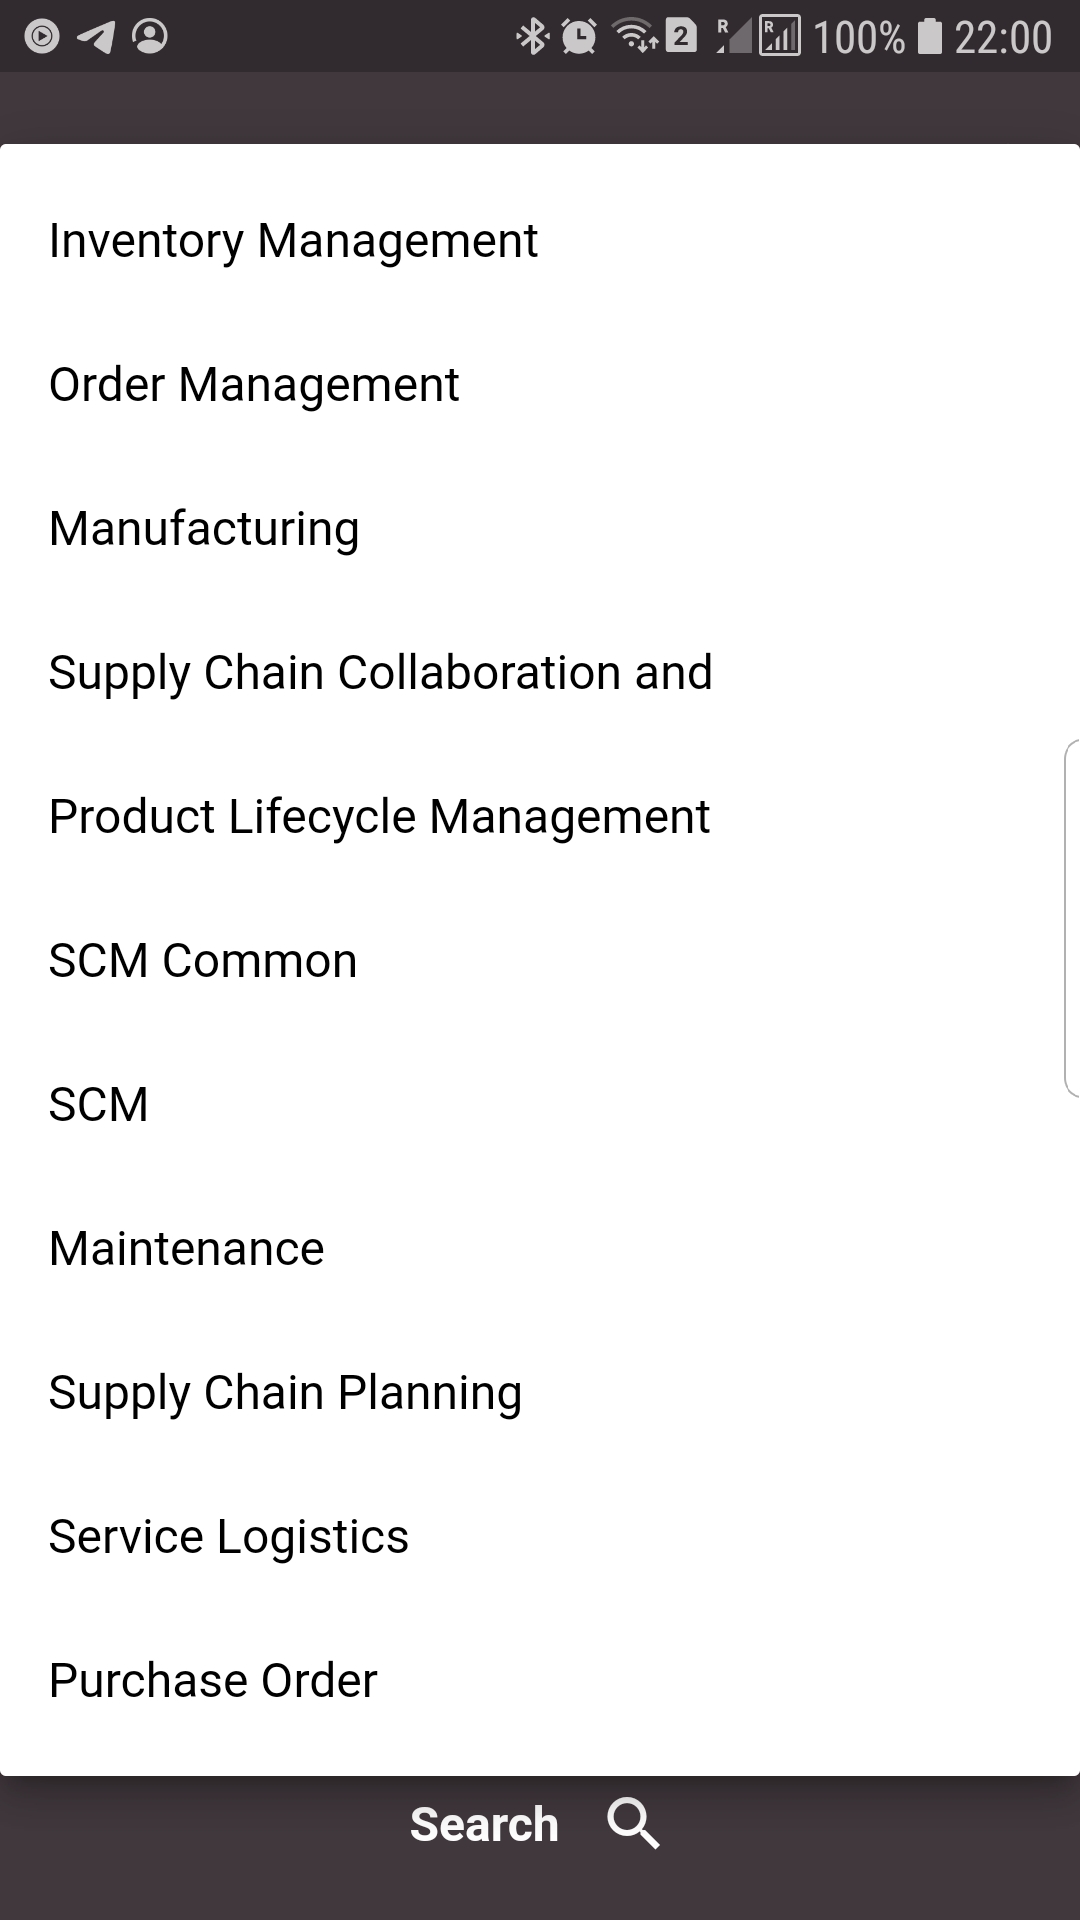 2 R R 100% 22:00
Inventory Management
Order Management
Manufacturing
Supply Chain Collaboration and
Product Lifecycle Management
SCM Common
SCM
Maintenance
Supply Chain Planning
Service Logistics
Purchase Order
Search